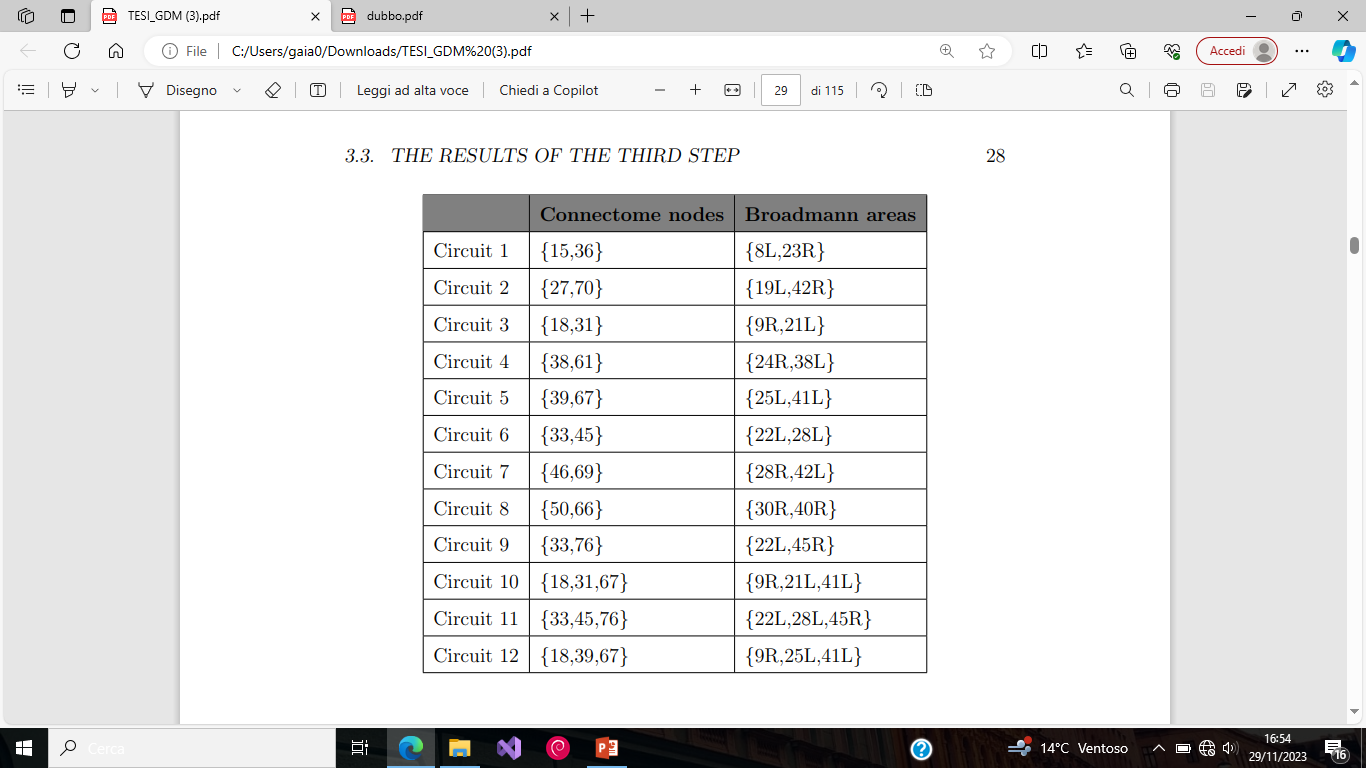 TESI_GDM (3).pdf
dubbo.pdf
File
C:/Users/gaia0/Downloads/TESI_GDM%20(3).pdf
Accedi
Disegno
Leggi ad alta voce
Chiedi a Copilot
29
di 115
3.3. THE RESULTS OF THE THIRD STEP 28
Connectome nodes Broadmann areas
Circuit 1 {15,36} {8L,23R}
Circuit 2 {27,70} {19L,42R}
Circuit 3 {18,31} {9R,21L}
Circuit 4 {38,61} {24R,38L}
Circuit 5 {39,67} {25L,41L}
Circuit 6 {33,45} {22L,28L}
Circuit 7 {46,69} {28R,42L}
Circuit 8 {50,66} {30R,40R}
Circuit 9 {33,76} {22L,45R}
Circuit 10 {18,31,67} {9R,21L,41L}
Circuit 11 {33,45,76} {22L,28L,45R}
Circuit 12 {18,39,67} {9R,25L,41L}
Cerca
14°C Ventoso
16:54
29/11/2023
16